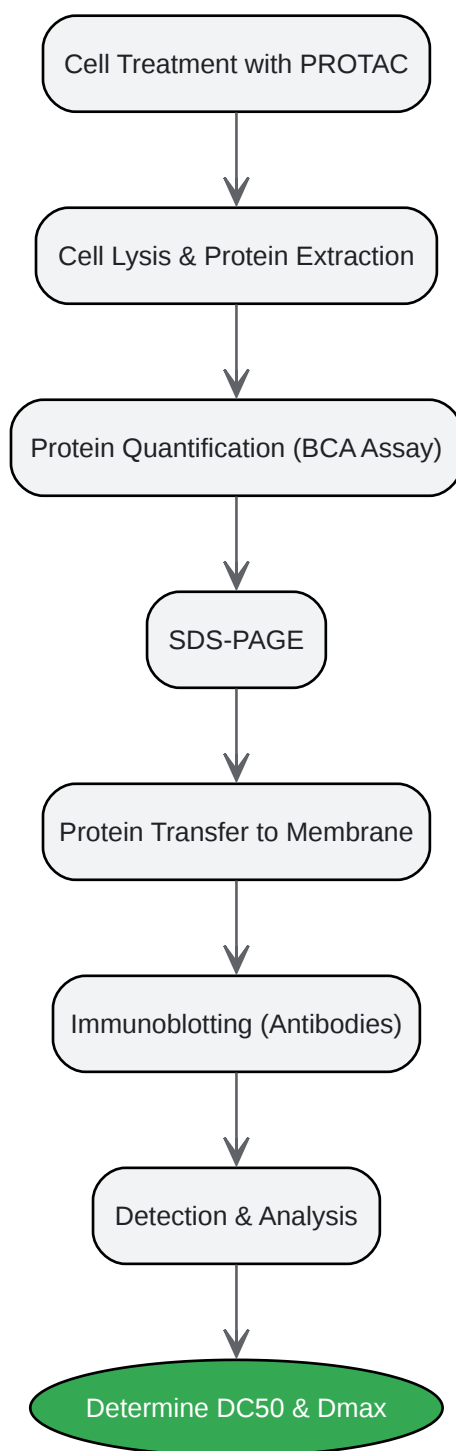 Cell Treatment with PROTAC
Cell Lysis & Protein Extraction
Protein Quantification (BCA Assay)
SDS-PAGE
Protein Transfer to Membrane
Immunoblotting (Antibodies)
Detection & Analysis
Determine DC50 & Dmax